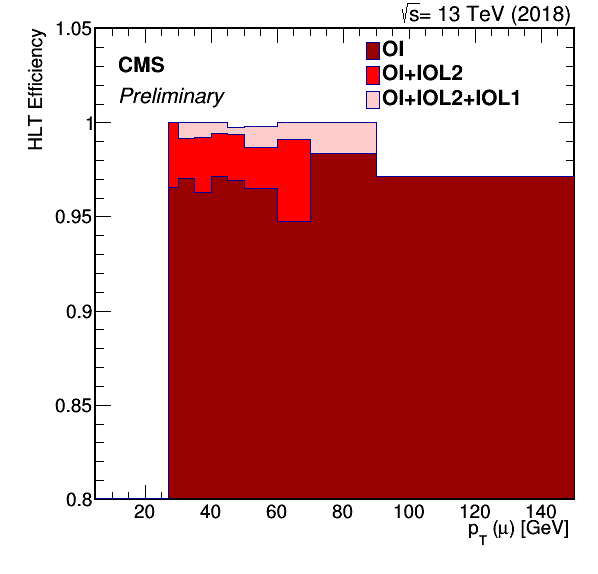 √s= 13 TeV (2018)
HLT Efficiency
1.05
1
0.95
0.9
0.85
0.8
CMS
Preliminary
OI
OI+IOL2
OI+IOL2+IOL1
20 40 60 80 100 120 140
p_T (μ) [GeV]